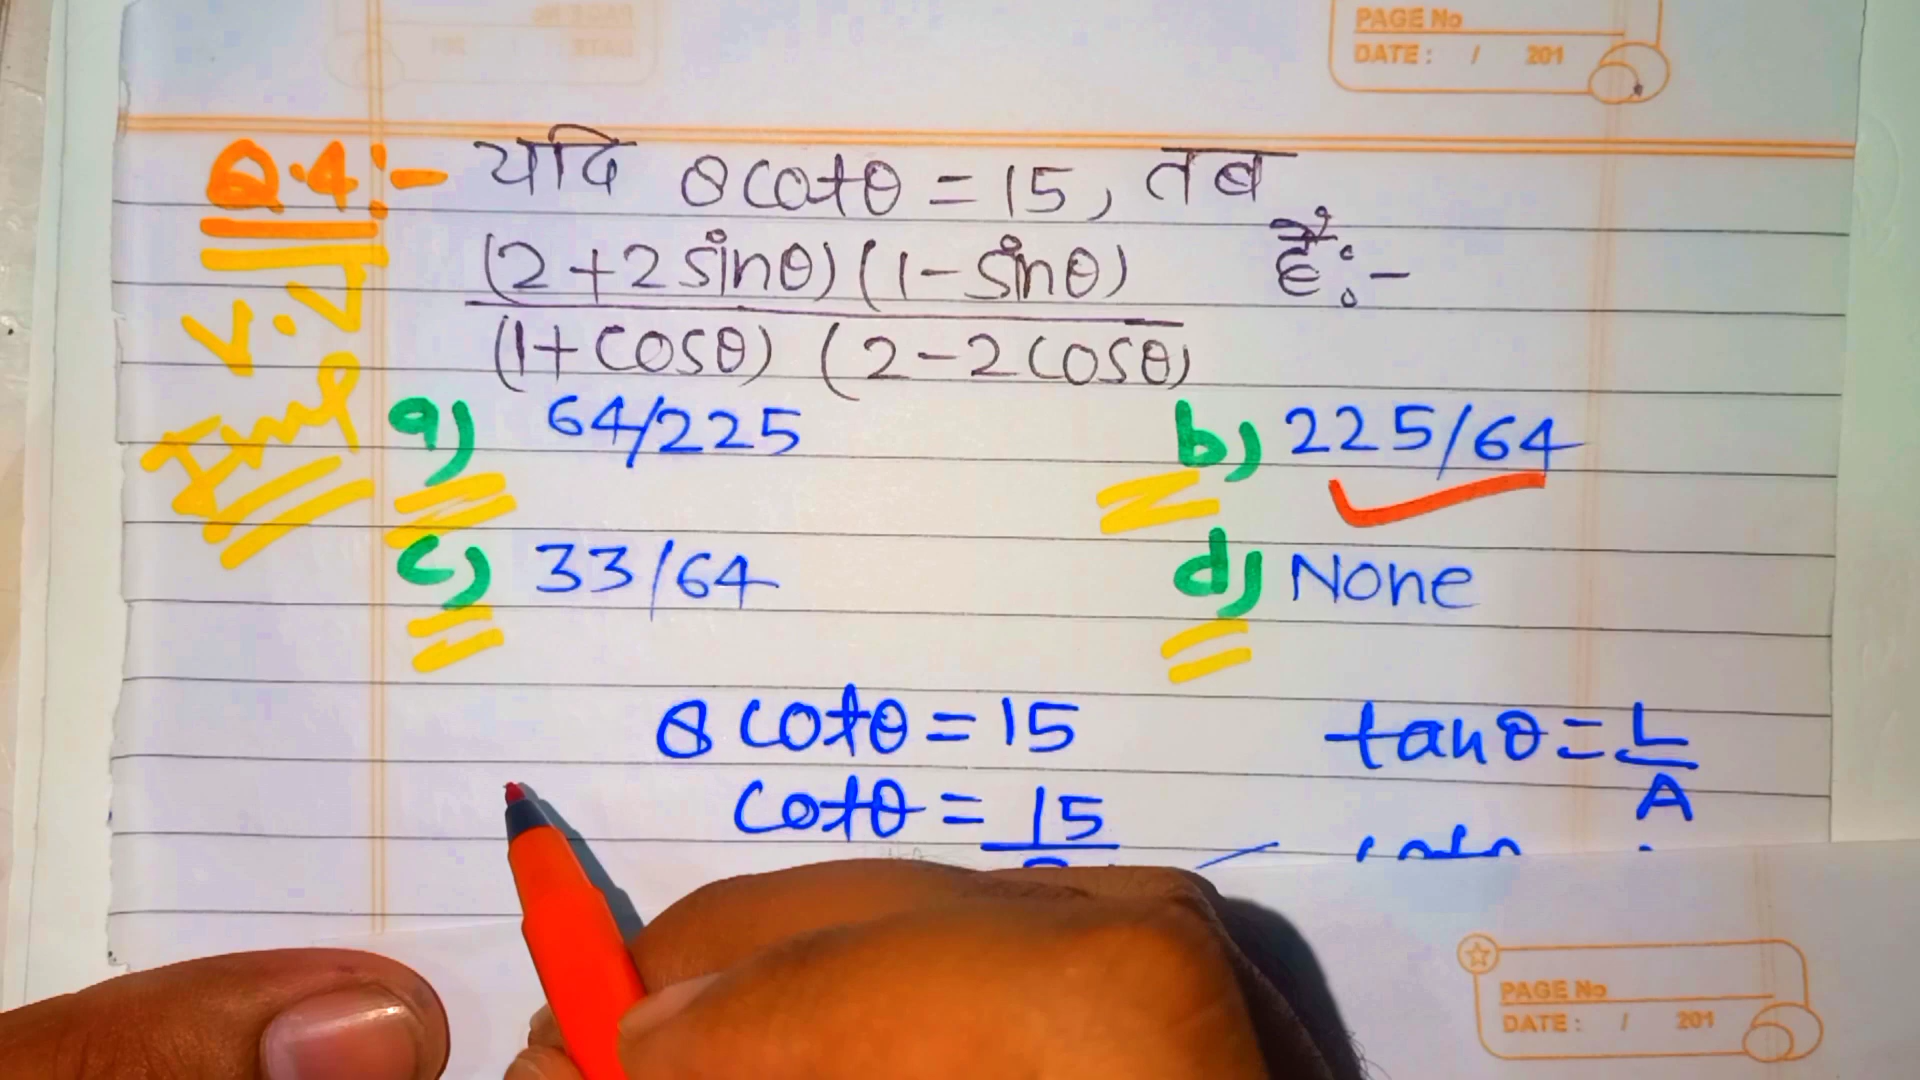 PAGE No
DATE: / 201
Q.4:- यदि 8cotθ = 15, तब
(2+2sinθ)(1-sinθ) है:-
(1+cosθ) (2-2cosθ)
a) 64/225 b) 225/64
c) 33/64 d) None
8cotθ = 15 tanθ = L
cotθ = 15 A
PAGE No
DATE: / 201